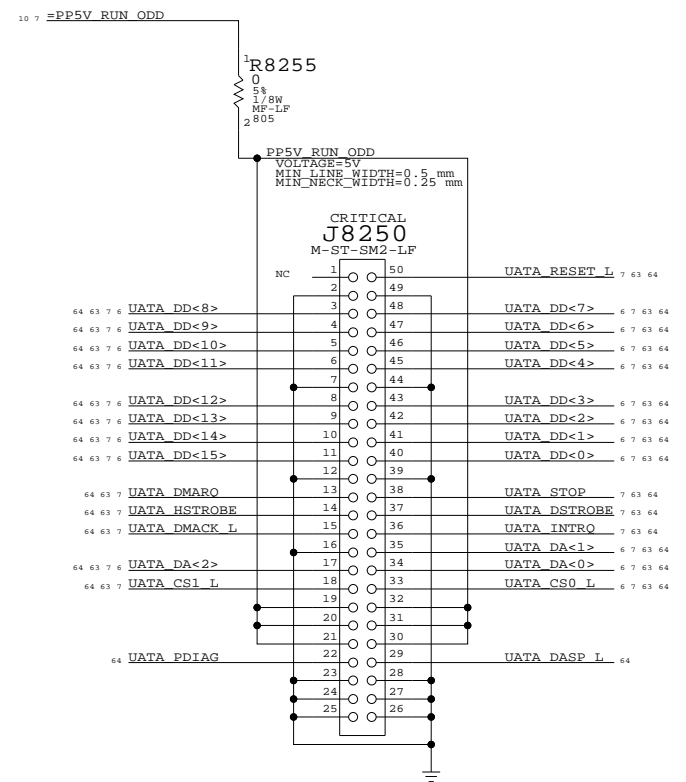 10 7 =PP5V_RUN_ODD
1 R8255
0
5%
1/8W
MF-LF
2 805
PP5V_RUN_ODD
VOLTAGE=5V
MIN_LINE_WIDTH=0.5 mm
MIN_NECK_WIDTH=0.25 mm
CRITICAL
J8250
M-ST-SM2-LF
NC 1 50 UATA_RESET_L 7 63 64
2 49
64 63 7 6 UATA_DD<8> 3 48 UATA_DD<7> 6 7 63 64
64 63 7 6 UATA_DD<9> 4 47 UATA_DD<6> 6 7 63 64
64 63 7 6 UATA_DD<10> 5 46 UATA_DD<5> 6 7 63 64
64 63 7 6 UATA_DD<11> 6 45 UATA_DD<4> 6 7 63 64
7 44
64 63 7 6 UATA_DD<12> 8 43 UATA_DD<3> 6 7 63 64
64 63 7 6 UATA_DD<13> 9 42 UATA_DD<2> 6 7 63 64
64 63 7 6 UATA_DD<14> 10 41 UATA_DD<1> 6 7 63 64
64 63 7 6 UATA_DD<15> 11 40 UATA_DD<0> 6 7 63 64
12 39
64 63 7 UATA_DMARQ 13 38 UATA_STOP 7 63 64
64 63 7 UATA_HSTROBE 14 37 UATA_DSTROBE 7 63 64
64 63 7 UATA_DMACK_L 15 36 UATA_INTRQ 7 63 64
16 35 UATA_DA<1> 6 7 63 64
64 63 7 6 UATA_DA<2> 17 34 UATA_DA<0> 6 7 63 64
64 63 7 UATA_CS1_L 18 33 UATA_CS0_L 6 7 63 64
19 32
20 31
21 30
64 UATA_PDIAG 22 29 UATA_DASP_L 64
23 28
24 27
25 26